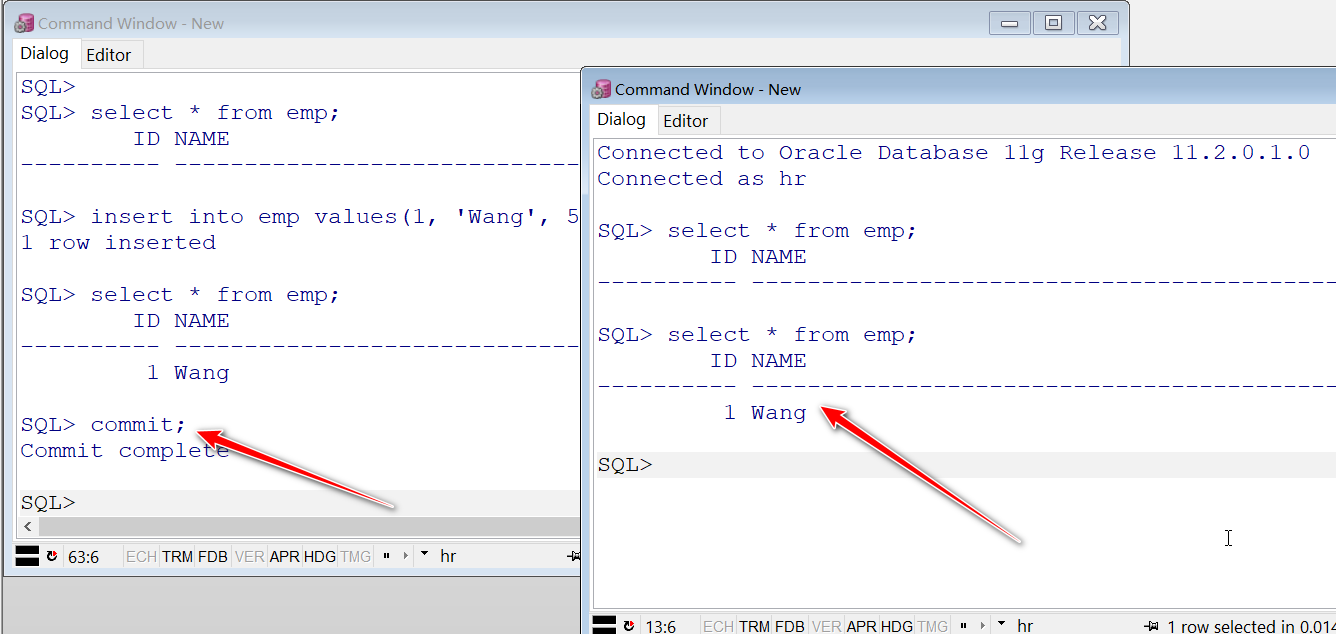 Command Window - New
Dialog Editor
SQL>
SQL> select * from emp;
ID NAME
---------- -----------------------------
SQL> insert into emp values(1, 'Wang', 5
1 row inserted
SQL> select * from emp;
ID NAME
---------- -----------------------------
1 Wang
SQL> commit;
Commit complete
SQL>
63:6 ECH TRM FDB VER APR HDG TMG hr
Command Window - New
Dialog Editor
Connected to Oracle Database 11g Release 11.2.0.1.0
Connected as hr
SQL> select * from emp;
ID NAME
---------- ------------------------------------------
SQL> select * from emp;
ID NAME
---------- ------------------------------------------
1 Wang
SQL>
13:6 ECH TRM FDB VER APR HDG TMG hr 1 row selected in 0.014